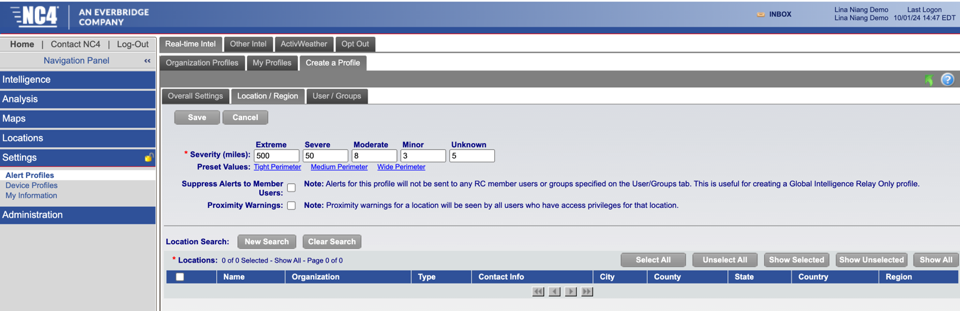 NC4 AN EVERBRIDGE
COMPANY
INBOX
Lina Niang Demo Last Logon
Lina Niang Demo 10/01/24 14:47 EDT
Home | Contact NC4 | Log-Out
Navigation Panel <<
Intelligence
Analysis
Maps
Locations
Settings
Alert Profiles
Device Profiles
My Information
Administration
Real-time Intel Other Intel ActivWeather Opt Out
Organization Profiles My Profiles Create a Profile
Overall Settings Location / Region User / Groups
Save Cancel
Extreme Severe Moderate Minor Unknown
* Severity (miles): 500 50 8 3 5
Preset Values: Tight Perimeter Medium Perimeter Wide Perimeter
Suppress Alerts to Member Users: Note: Alerts for this profile will not be sent to any RC member users or groups specified on the User/Groups tab. This is useful for creating a Global Intelligence Relay Only profile.
Proximity Warnings: Note: Proximity warnings for a location will be seen by all users who have access privileges for that location.
Location Search: New Search Clear Search
* Locations: 0 of 0 Selected - Show All - Page 0 of 0 Select All Unselect All Show Selected Show Unselected Show All
Name Organization Type Contact Info City County State Country Region